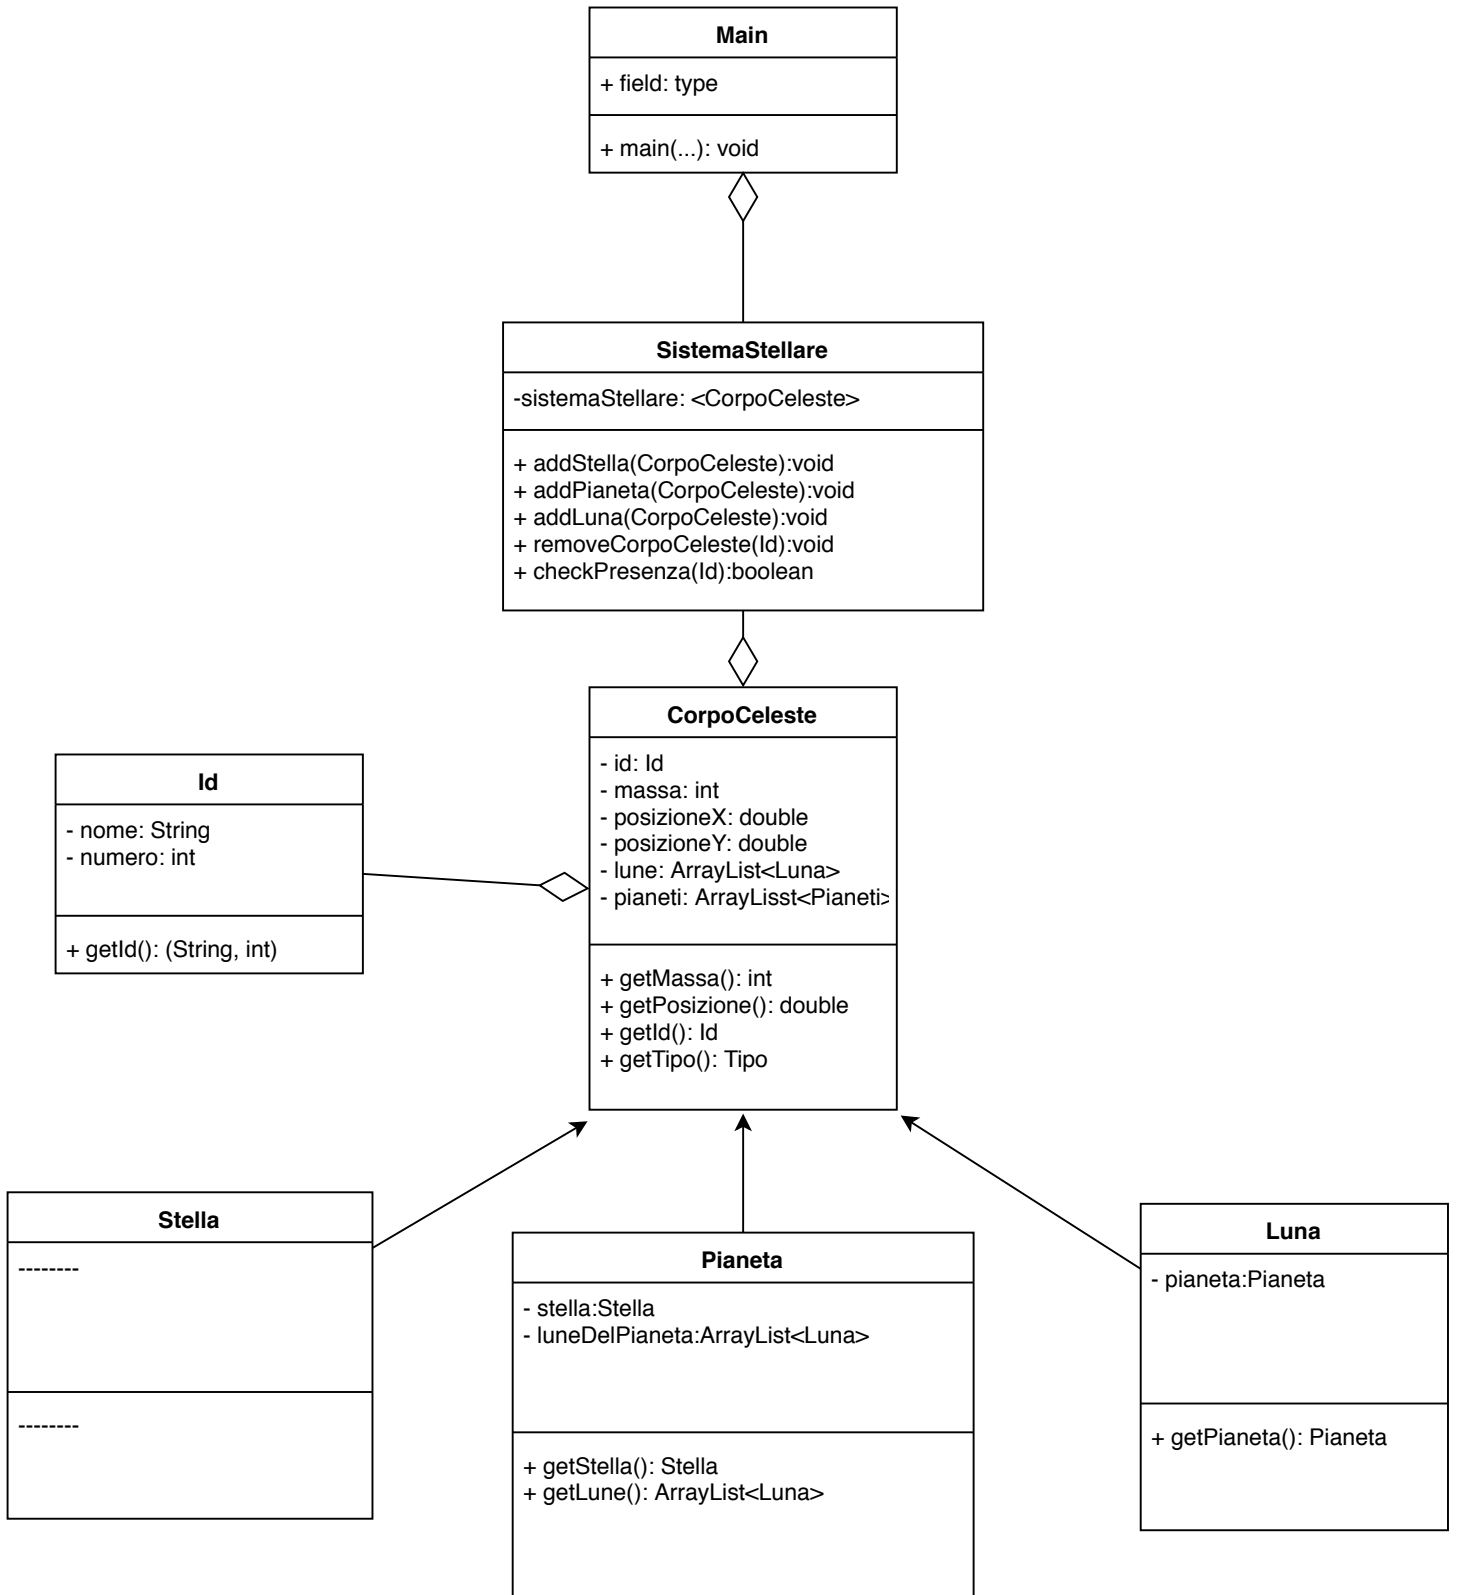 Main
+ field: type
+ main(...): void
SistemaStellare
-sistemaStellare: <CorpoCeleste>
+ addStella(CorpoCeleste):void
+ addPianeta(CorpoCeleste):void
+ addLuna(CorpoCeleste):void
+ removeCorpoCeleste(Id):void
+ checkPresenza(Id):boolean
CorpoCeleste
- id: Id
- massa: int
- posizioneX: double
- posizioneY: double
- lune: ArrayList<Luna>
- pianeti: ArrayLisst<Pianeti>
+ getMassa(): int
+ getPosizione(): double
+ getId(): Id
+ getTipo(): Tipo
Id
- nome: String
- numero: int
+ getId(): (String, int)
Stella
--------
--------
Pianeta
- stella:Stella
- luneDelPianeta:ArrayList<Luna>
+ getStella(): Stella
+ getLune(): ArrayList<Luna>
Luna
- pianeta:Pianeta
+ getPianeta(): Pianeta